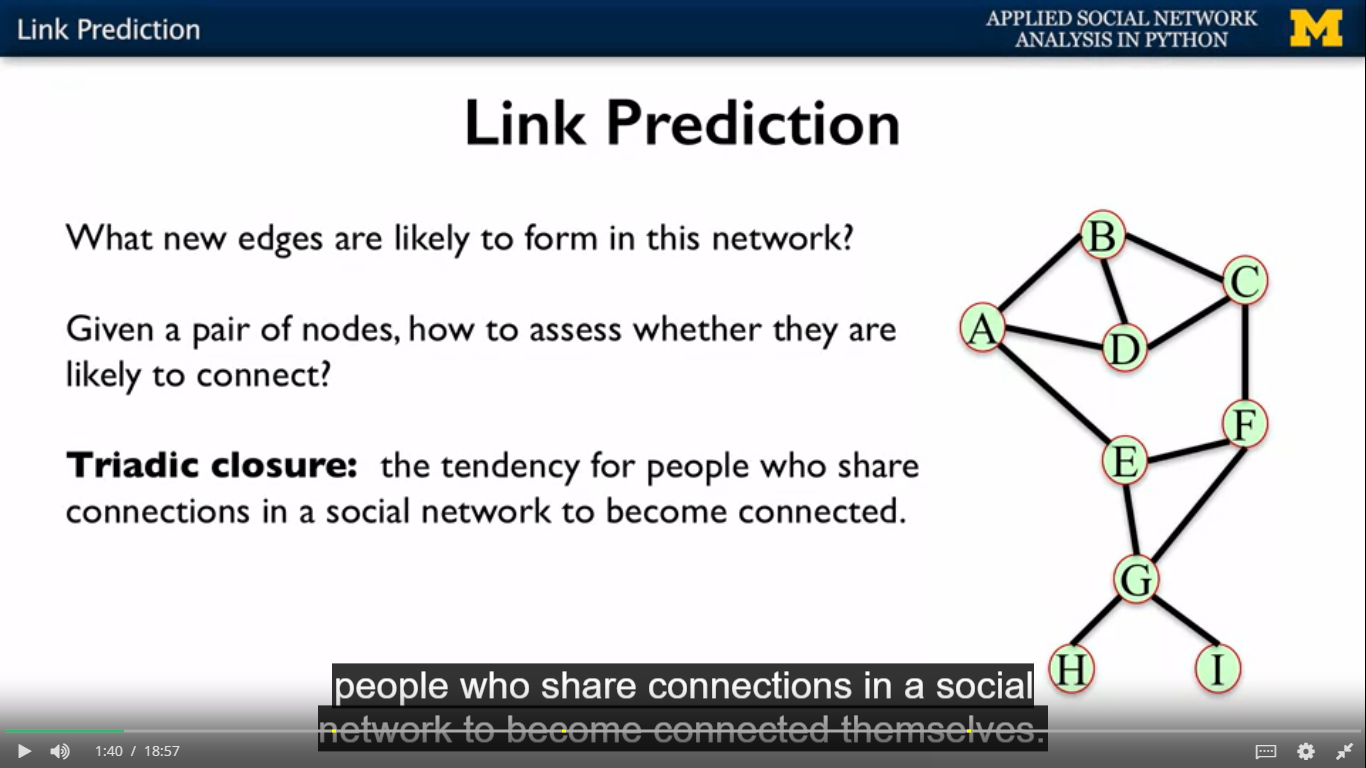 Link Prediction
APPLIED SOCIAL NETWORK
ANALYSIS IN PYTHON
M
Link Prediction
What new edges are likely to form in this network?
Given a pair of nodes, how to assess whether they are
likely to connect?
Triadic closure: the tendency for people who share
connections in a social network to become connected.
B
C
A
D
F
E
G
H
I
people who share connections in a social
network to become connected themselves.
1:40 / 18:57